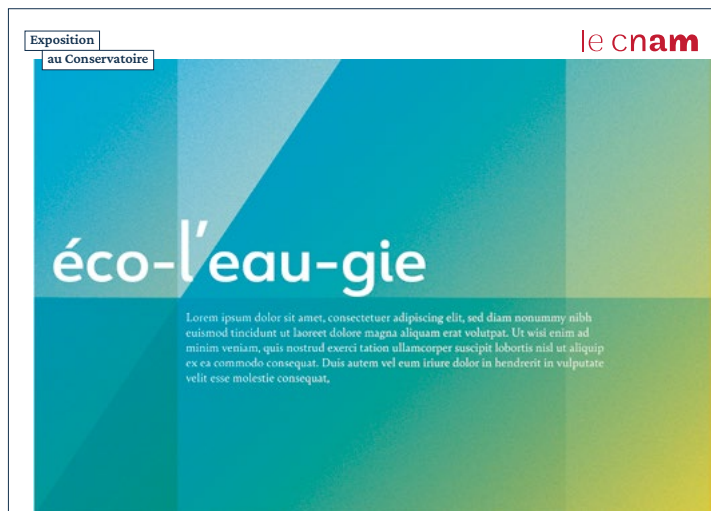 Exposition
au Conservatoire
le cnam
éco-l'eau-gie
Lorem ipsum dolor sit amet, consectetuer adipiscing elit, sed diam nonummy nibh
euismod tincidunt ut laoreet dolore magna aliquam erat volutpat. Ut wisi enim ad
minim veniam, quis nostrud exerci tation ullamcorper suscipit lobortis nisl ut aliquip
ex ea commodo consequat. Duis autem vel eum iriure dolor in hendrerit in vulputate
velit esse molestie consequat,